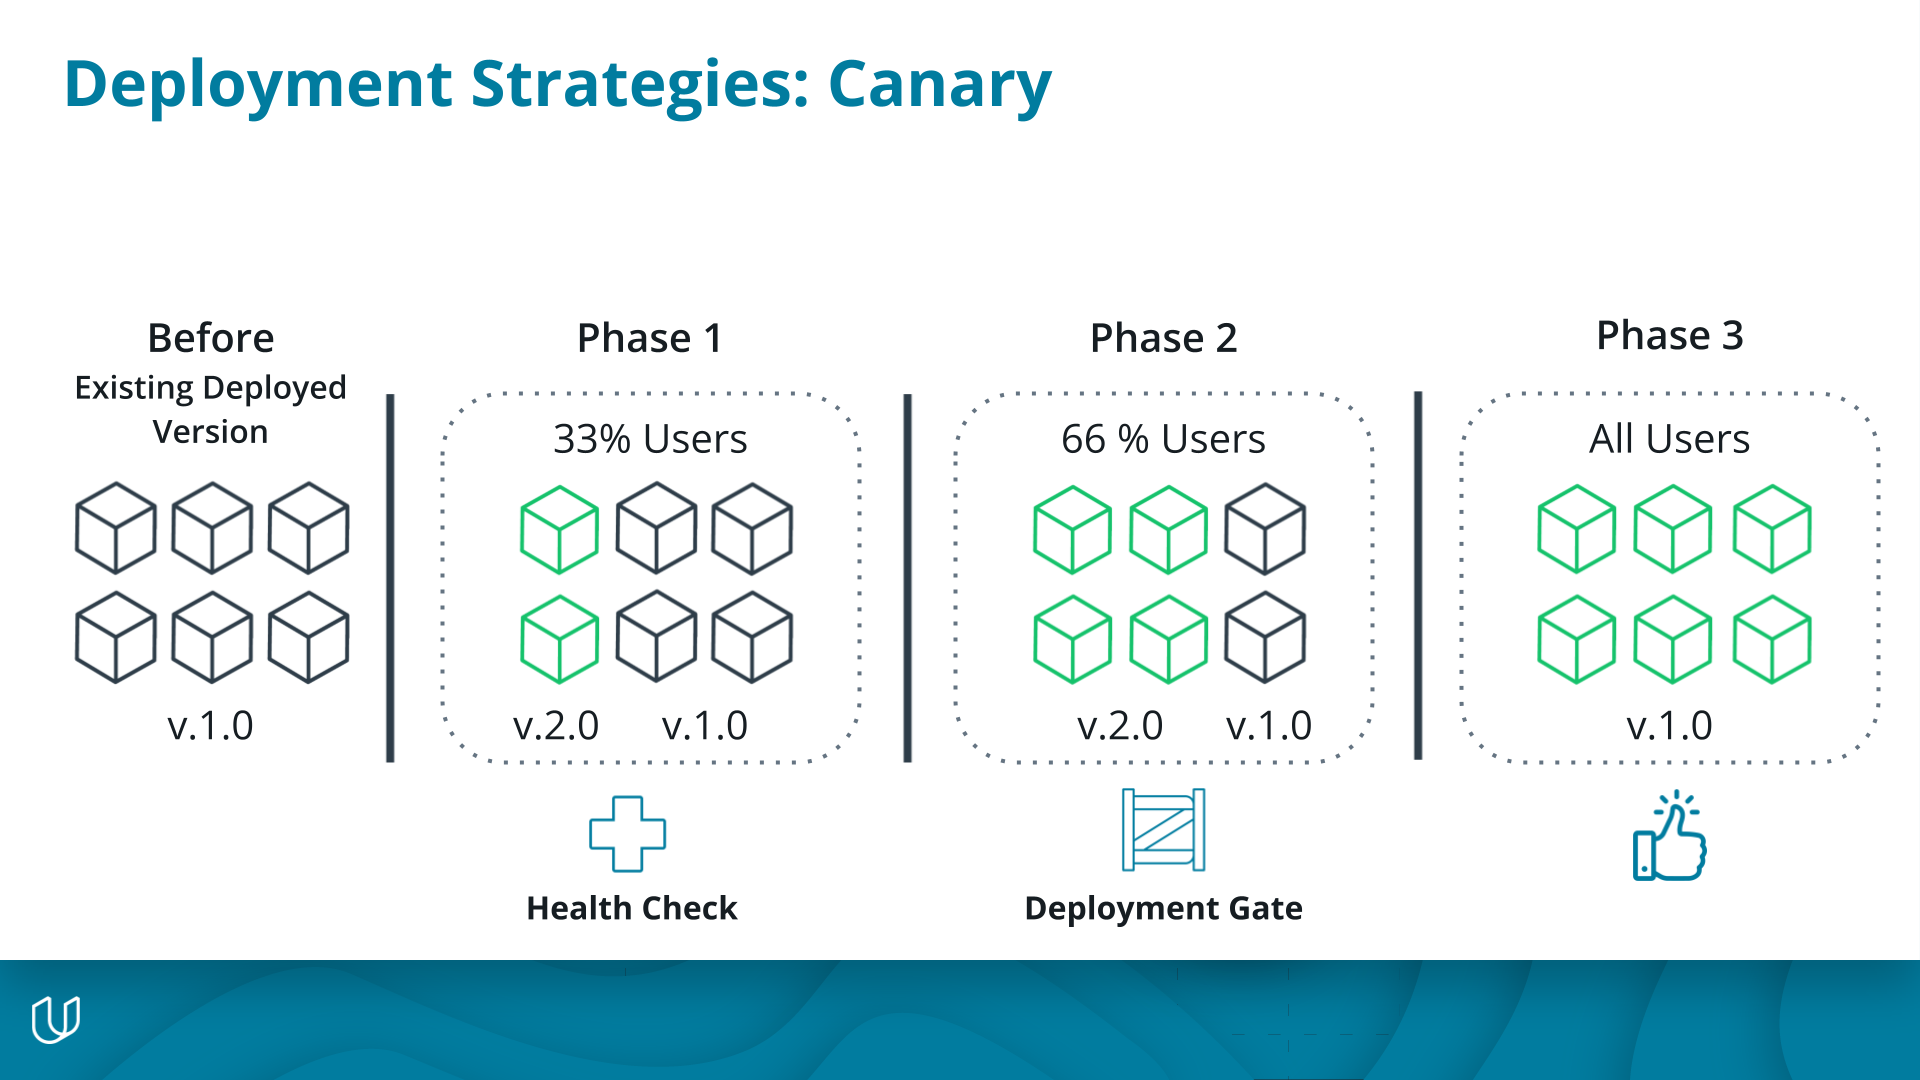 Deployment Strategies: Canary
Before
Existing Deployed
Version
v.1.0
Phase 1
33% Users
v.2.0 v.1.0
Health Check
Phase 2
66 % Users
v.2.0 v.1.0
Deployment Gate
Phase 3
All Users
v.1.0